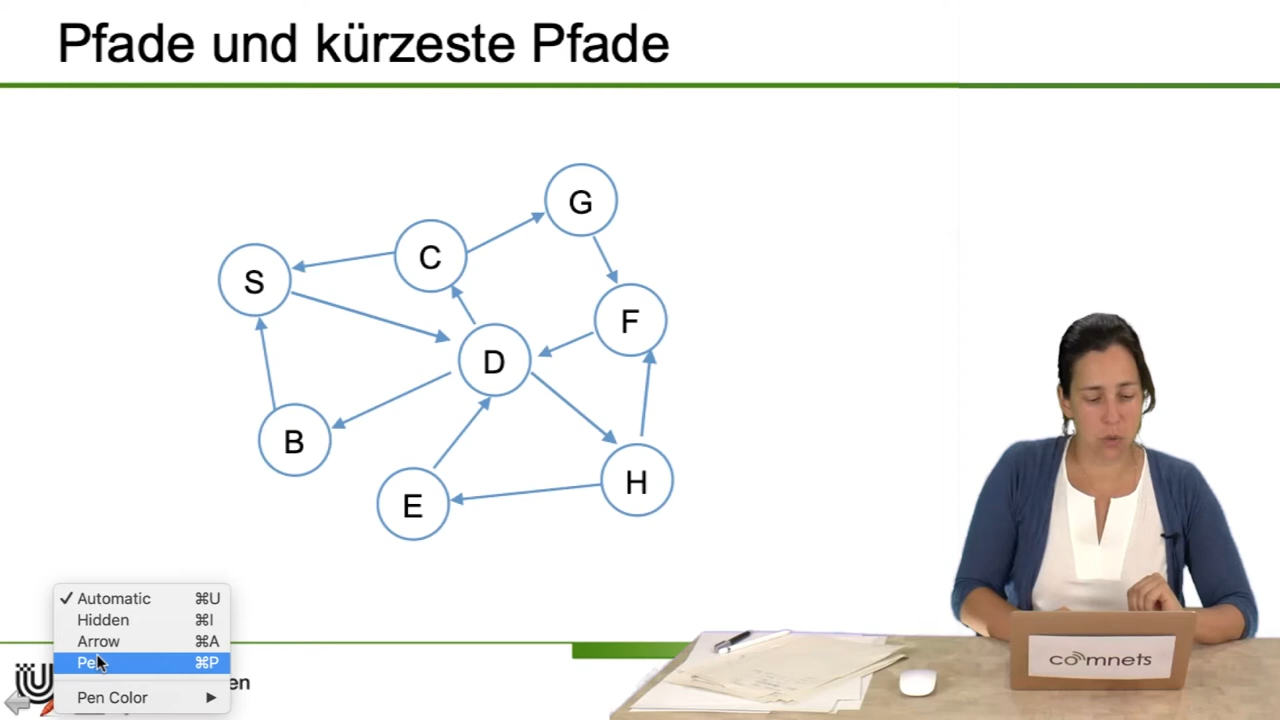 Pfade und kürzeste Pfade
G
C
S
F
D
B
H
E
✓ Automatic ⌘U
Hidden ⌘I
Arrow ⌘A
⌘P
Pen Color ▶
comnets